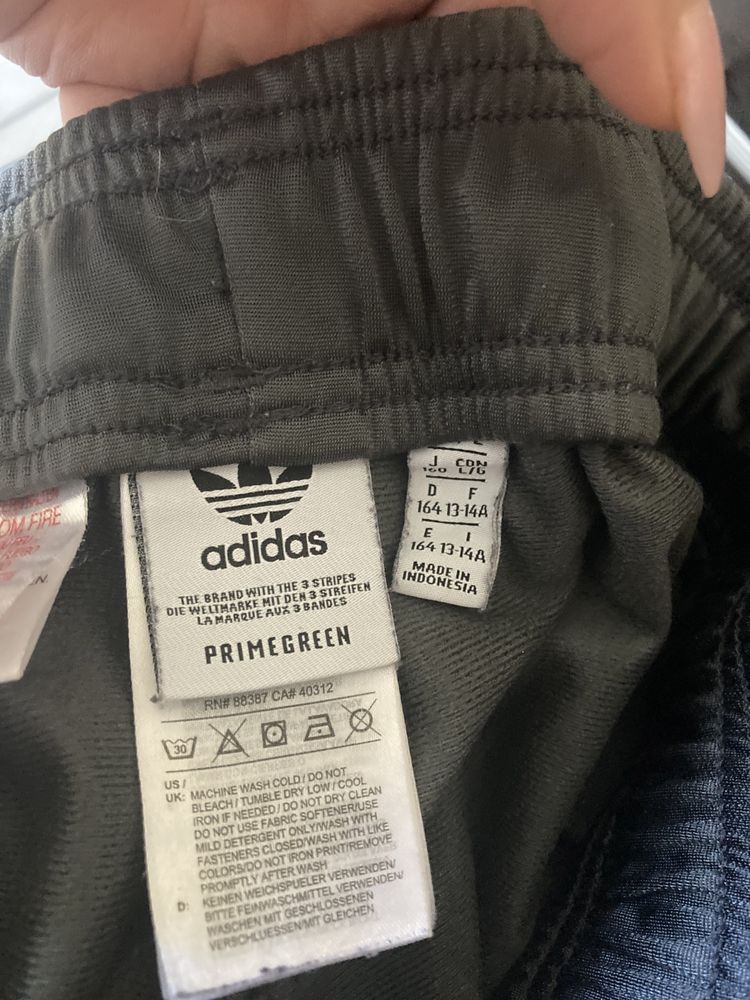 OM FIRE
adidas
THE BRAND WITH THE 3 STRIPES
DIE WELTMARKE MIT DEN 3 STREIFEN
LA MARQUE AUX 3 BANDES
PRIMEGREEN
J CDN
160 L/G
D F
164 13-14A
E I
164 13-14A
MADE IN
INDONESIA
RN# 88387 CA# 40312
30
US /
UK: MACHINE WASH COLD / DO NOT
BLEACH / TUMBLE DRY LOW / COOL
IRON IF NEEDED / DO NOT DRY CLEAN
DO NOT USE FABRIC SOFTENER/USE
MILD DETERGENT ONLY/WASH WITH
FASTENERS CLOSED/WASH WITH LIKE
COLORS/DO NOT IRON PRINT/REMOVE
PROMPTLY AFTER WASH
D: KEINEN WEICHSPUELER VERWENDEN/
BITTE FEINWASCHMITTEL VERWENDEN/
WASCHEN MIT GESCHLOSSENEN
VERSCHLUESSEN/MIT GLEICHEN